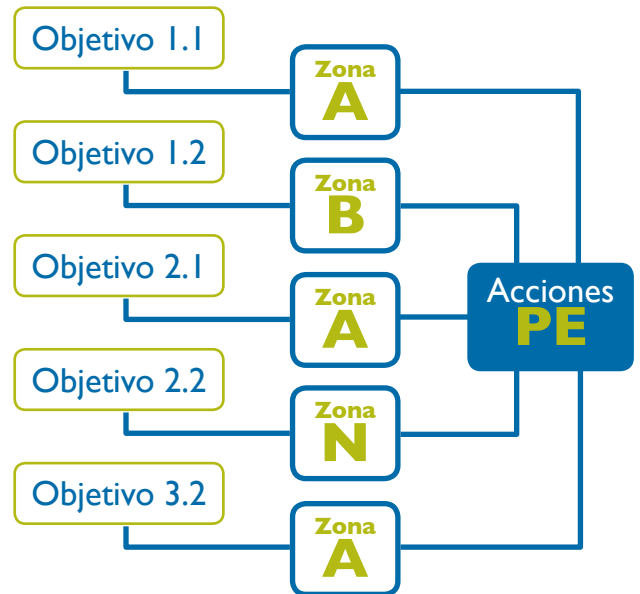 Objetivo 1.1
Zona
A
Objetivo 1.2
Zona
B
Objetivo 2.1
Zona
A
Acciones
PE
Objetivo 2.2
Zona
N
Objetivo 3.2
Zona
A